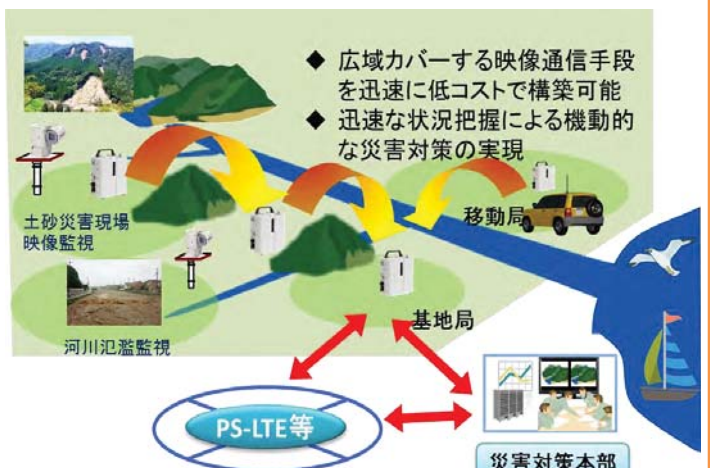 ◆ 広域カバーする映像通信手段
を迅速に低コストで構築可能
◆ 迅速な状況把握による機動的
な災害対策の実現
土砂災害現場
映像監視
移動局
河川氾濫監視
基地局
PS-LTE等
災害対策本部